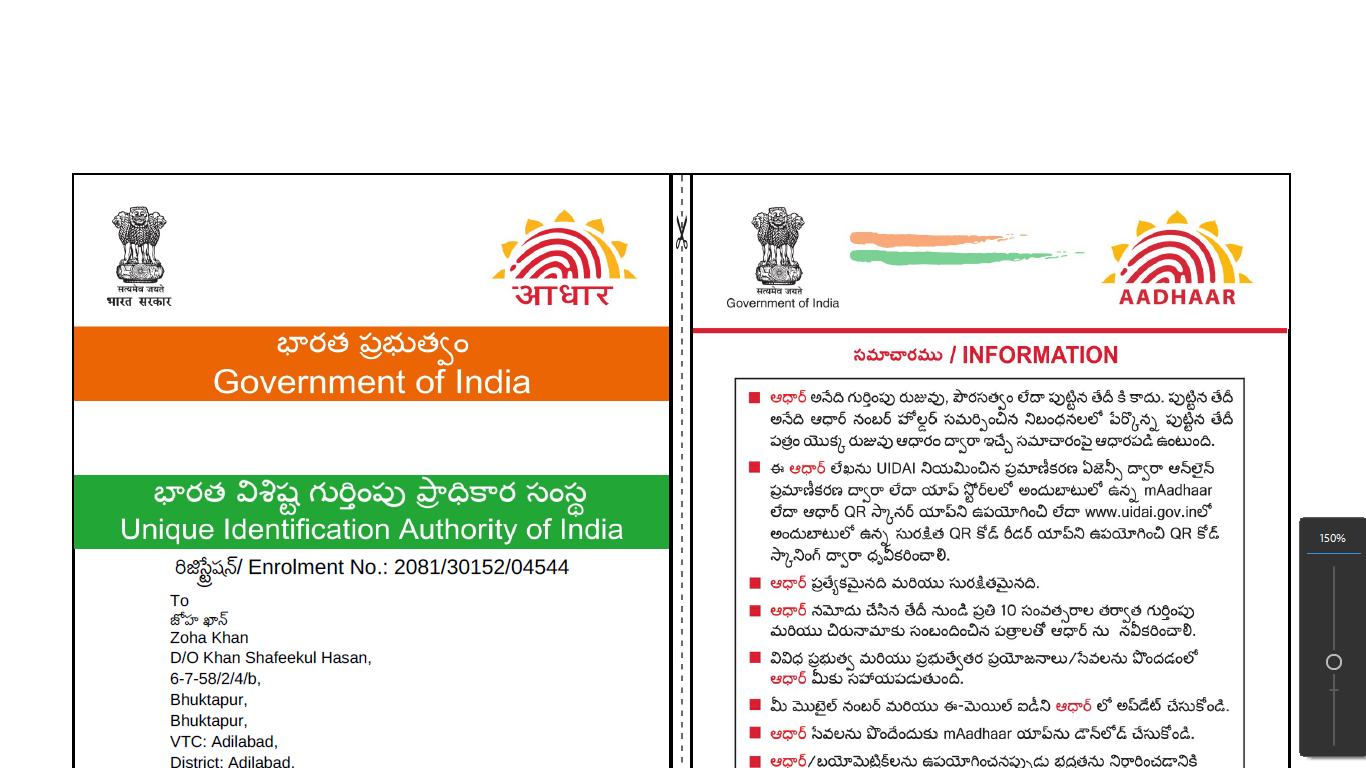 सत्यमेव जयते
भारत सरकार
आधार
భారత ప్రభుత్వం
Government of India
భారత విశిష్ట గుర్తింపు ప్రాధికార సంస్థ
Unique Identification Authority of India
రిజిస్ట్రేషన్/ Enrolment No.: 2081/30152/04544
To
జోహ ఖాన్
Zoha Khan
D/O Khan Shafeekul Hasan,
6-7-58/2/4/b,
Bhuktapur,
Bhuktapur,
VTC: Adilabad,
District: Adilabad,
सत्यमेव जयते
Government of India
AADHAAR
సమాచారము / INFORMATION
ఆధార్ అనేది గుర్తింపు రుజువు, పౌరసత్వం లేదా పుట్టిన తేదీ కి కాదు. పుట్టిన తేదీ
అనేది ఆధార్ నంబర్ హోల్డర్ సమర్పించిన నిబంధనలలో పేర్కొన్న పుట్టిన తేదీ
పత్రం యొక్క రుజువు ఆధారం ద్వారా ఇచ్చే సమాచారంపై ఆధారపడి ఉంటుంది.
ఈ ఆధార్ లేఖను UIDAI నియమించిన ప్రమాణీకరణ ఏజెన్సీ ద్వారా ఆన్‌లైన్
ప్రమాణీకరణ ద్వారా లేదా యాప్ స్టోర్‌లలో అందుబాటులో ఉన్న mAadhaar
లేదా ఆధార్ QR స్కానర్ యాప్‌ని ఉపయోగించి లేదా www.uidai.gov.inలో
అందుబాటులో ఉన్న సురక్షిత QR కోడ్ రీడర్ యాప్‌ని ఉపయోగించి QR కోడ్
స్కానింగ్ ద్వారా ధృవీకరించాలి.
ఆధార్ ప్రత్యేకమైనది మరియు సురక్షితమైనది.
ఆధార్ నమోదు చేసిన తేదీ నుండి ప్రతి 10 సంవత్సరాల తర్వాత గుర్తింపు
మరియు చిరునామాకు సంబందించిన పత్రాలతో ఆధార్ ను నవీకరించాలి.
వివిధ ప్రభుత్వ మరియు ప్రభుత్వేతర ప్రయోజనాలు/సేవలను పొందడంలో
ఆధార్ మీకు సహాయపడుతుంది.
మీ మొబైల్ నంబర్ మరియు ఈ-మెయిల్ ఐడీని ఆధార్ లో అప్‌డేట్ చేసుకోండి.
ఆధార్ సేవలను పొందేందుకు mAadhaar యాప్‌ను డౌన్‌లోడ్ చేసుకోండి.
ఆధార్/బయోమెట్రిక్‌లను ఉపయోగించనప్పుడు భద్రతను నిర్ధారించడానికి
150%